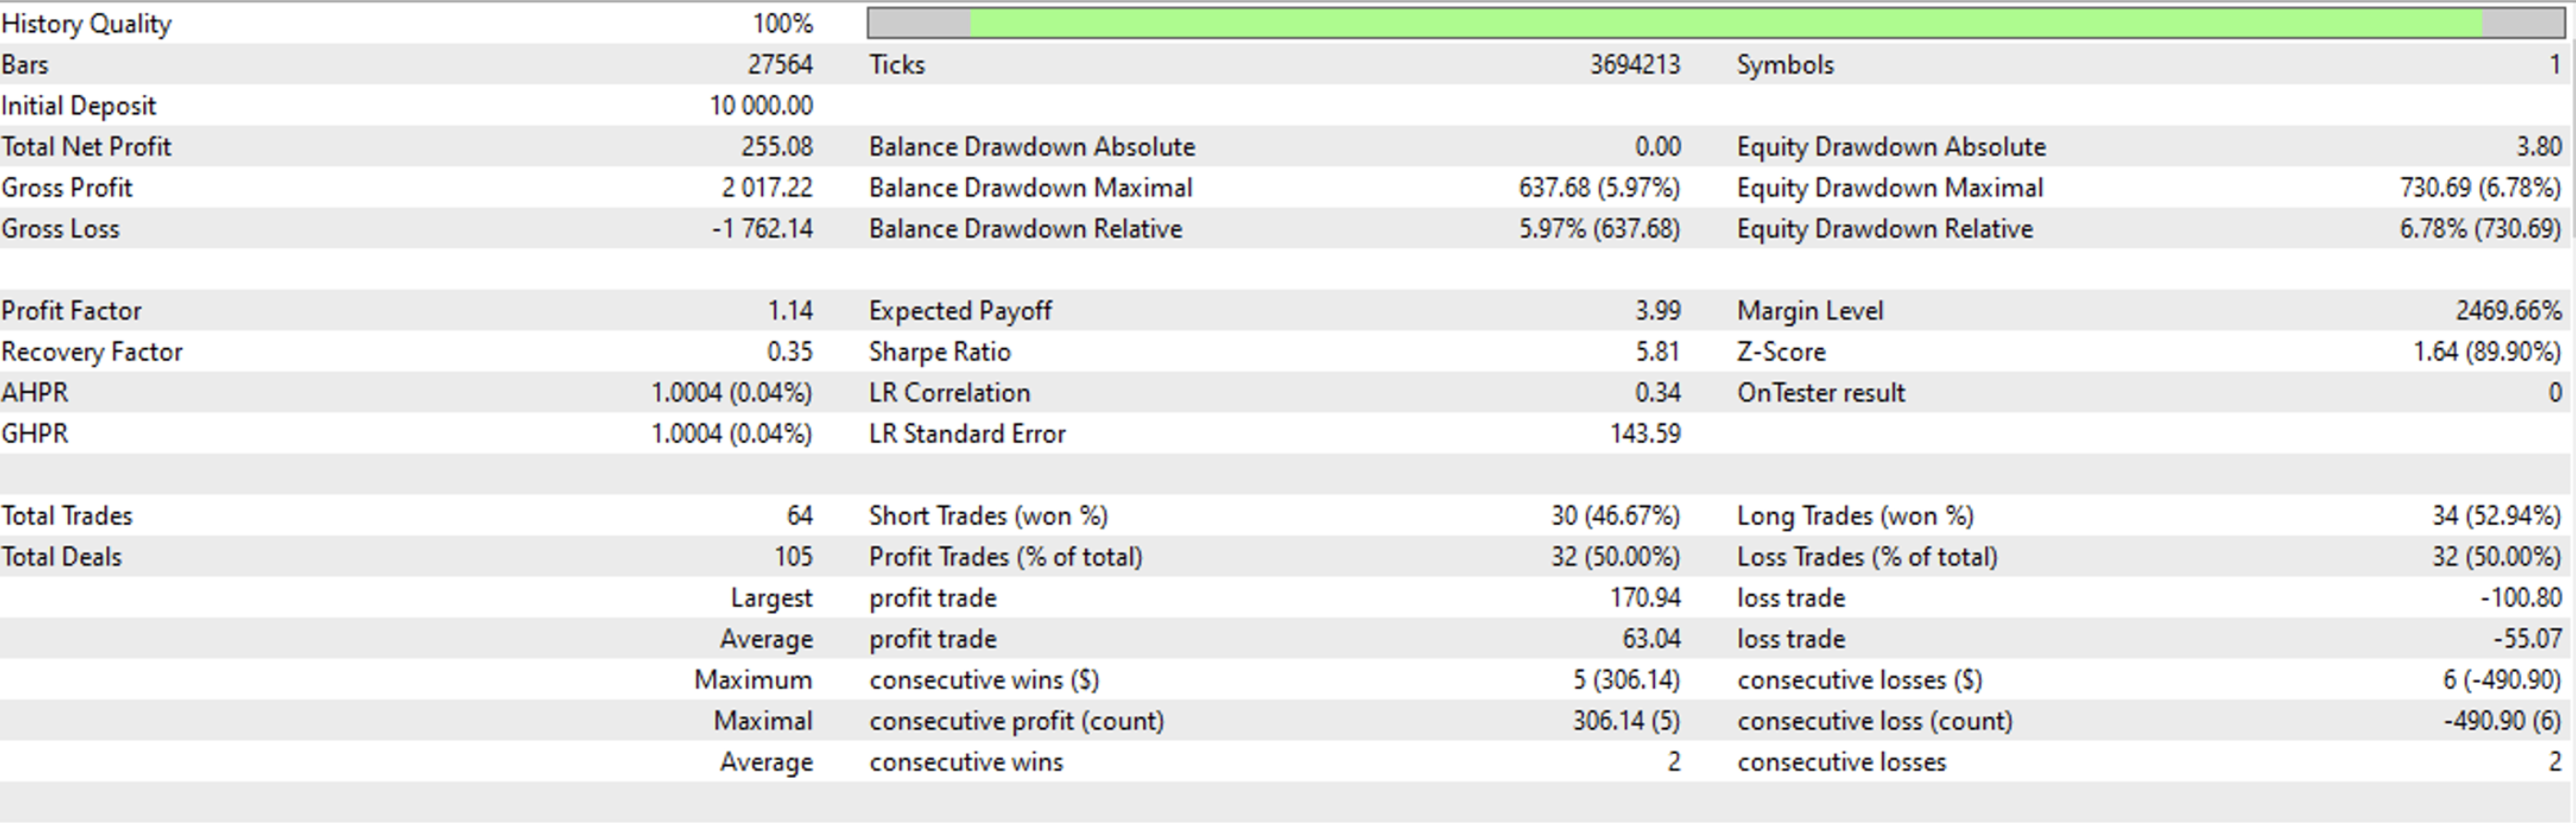 History Quality 100%
Bars 27564 Ticks 3694213 Symbols 1
Initial Deposit 10 000.00
Total Net Profit 255.08 Balance Drawdown Absolute 0.00 Equity Drawdown Absolute 3.80
Gross Profit 2 017.22 Balance Drawdown Maximal 637.68 (5.97%) Equity Drawdown Maximal 730.69 (6.78%)
Gross Loss -1 762.14 Balance Drawdown Relative 5.97% (637.68) Equity Drawdown Relative 6.78% (730.69)
Profit Factor 1.14 Expected Payoff 3.99 Margin Level 2469.66%
Recovery Factor 0.35 Sharpe Ratio 5.81 Z-Score 1.64 (89.90%)
AHPR 1.0004 (0.04%) LR Correlation 0.34 OnTester result 0
GHPR 1.0004 (0.04%) LR Standard Error 143.59
Total Trades 64 Short Trades (won %) 30 (46.67%) Long Trades (won %) 34 (52.94%)
Total Deals 105 Profit Trades (% of total) 32 (50.00%) Loss Trades (% of total) 32 (50.00%)
Largest profit trade 170.94 loss trade -100.80
Average profit trade 63.04 loss trade -55.07
Maximum consecutive wins ($) 5 (306.14) consecutive losses ($) 6 (-490.90)
Maximal consecutive profit (count) 306.14 (5) consecutive loss (count) -490.90 (6)
Average consecutive wins 2 consecutive losses 2